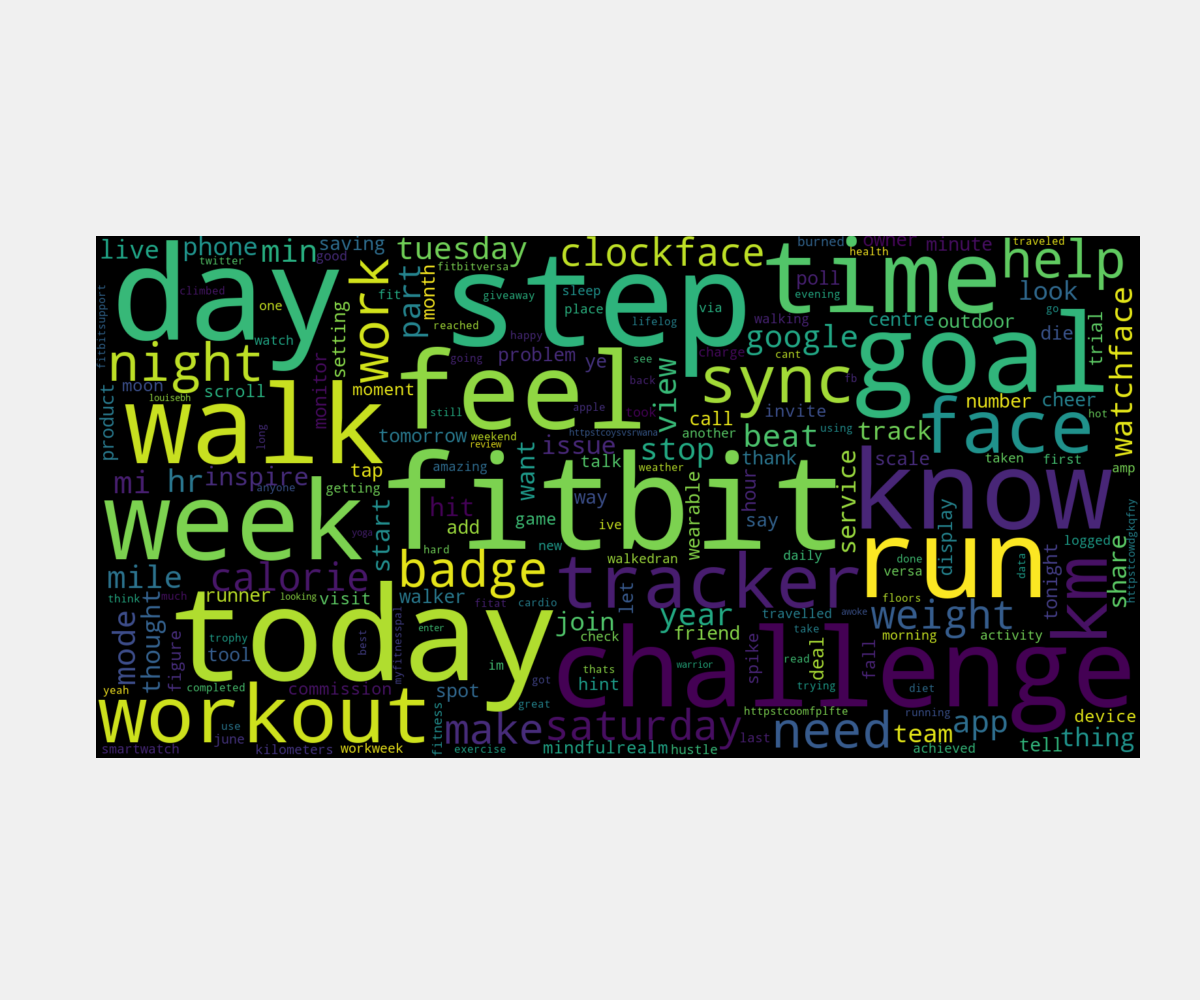 live
phone
min
saving
good
twitter
tuesday
fitbitversa
clockface
time
burned
owner
minute
health
traveled
help
day
climbed
one
watch
fitbitsupport
setting
work
fit
part
month
reached
step
giveaway
sleep
place
lifelog
via
poll
evening
walking
google
centre
outdoor
look
go
die
trial
watchface
goal
night
moon
louisebh
product
scroll
monitor
moment
going
happy
problem
ye
feel
see
back
view
charge
cant
sync
fb
number
cheer
hot
walk
long
still
apple
took
call
invite
using
track
face
httpstcoysvsrwana
another
beat
tomorrow
weekend
review
issue
stop
thank
scale
taken
first
amp
mi
hr
inspire
anyone
tap
getting
amazing
want
talk
weather
way
hour
service
know
week
yoga
start
hit
add
game
ive
fitbit
wearable
say
display
logged
httpstcowdgkqfny
hard
new
walkedran
daily
run
done
versa
data
tonight
km
share
mile
calorie
badge
tracker
floors
think
much
runner
looking
visit
walker
fitat
cardio
let
year
travelled
awoke
weight
mode
thought
figure
trophy
tool
today
best
myfitnesspal
enter
join
check
friend
take
morning
activity
im
thats
hint
challenge
warrior
spike
read
deal
fall
trying
diet
yeah
completed
commission
spot
got
great
httpstcoomfplfte
running
device
workout
use
june
fitness
make
saturday
last
need
team
app
thing
smartwatch
kilometers
workweek
exercise
mindfulrealm
hustle
achieved
tell